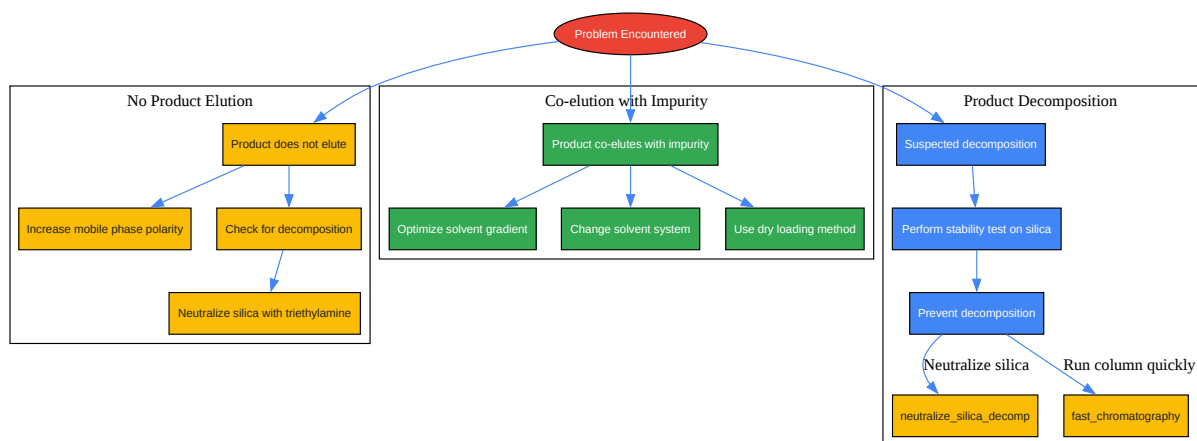 Problem Encountered
No Product Elution
Co-elution with Impurity
Product Decomposition
Product does not elute
Product co-elutes with impurity
Suspected decomposition
Increase mobile phase polarity
Check for decomposition
Optimize solvent gradient
Change solvent system
Use dry loading method
Perform stability test on silica
Neutralize silica with triethylamine
Prevent decomposition
Neutralize silica
Run column quickly
neutralize_silica_decomp
fast_chromatography